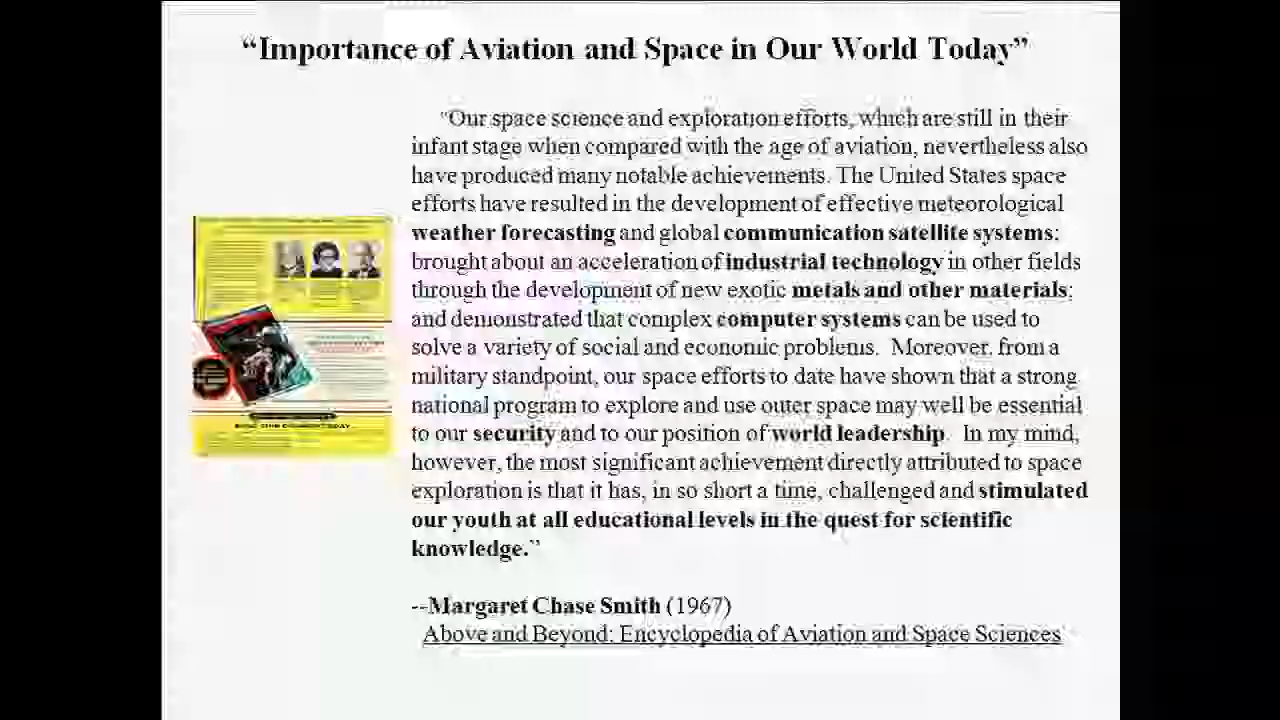 “Importance of Aviation and Space in Our World Today”
“Our space science and exploration efforts, which are still in their
infant stage when compared with the age of aviation, nevertheless also
have produced many notable achievements. The United States space
efforts have resulted in the development of effective meteorological
weather forecasting and global communication satellite systems;
brought about an acceleration of industrial technology in other fields
through the development of new exotic metals and other materials;
and demonstrated that complex computer systems can be used to
solve a variety of social and economic problems. Moreover, from a
military standpoint, our space efforts to date have shown that a strong
national program to explore and use outer space may well be essential
to our security and to our position of world leadership. In my mind,
however, the most significant achievement directly attributed to space
exploration is that it has, in so short a time, challenged and stimulated
our youth at all educational levels in the quest for scientific
knowledge.”
--Margaret Chase Smith (1967)
Above and Beyond: Encyclopedia of Aviation and Space Sciences